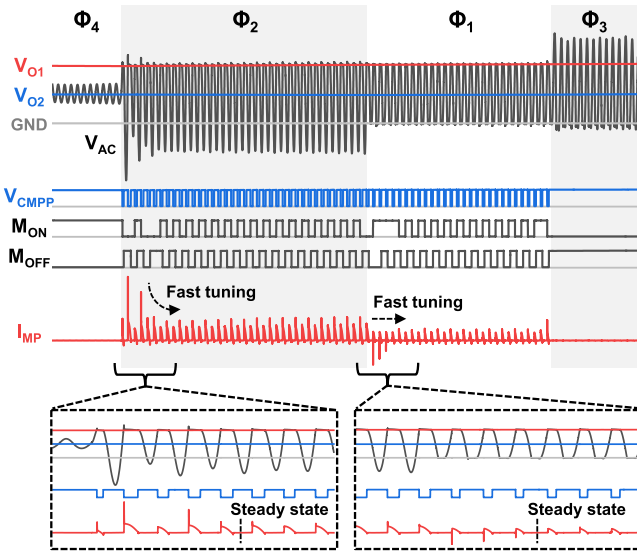 Φ4 Φ2 Φ1 Φ3
VO1
VO2
GND
VAC
VCMPP
MON
MOFF
Fast tuning
Fast tuning
IMP
Steady state
Steady state